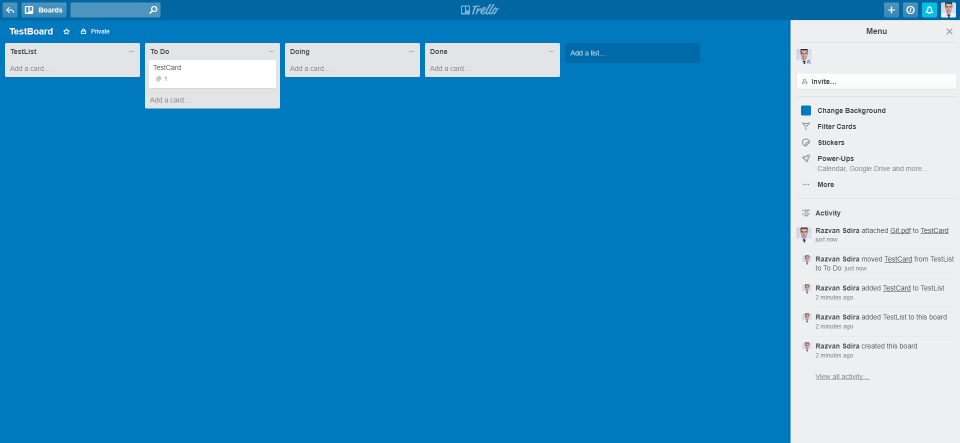 Boards
Trello
TestBoard
Private
TestList ...
Add a card...
To Do ...
TestCard
1
Add a card...
Doing ...
Add a card...
Done ...
Add a card...
Add a list...
Menu
Invite...
Change Background
Filter Cards
Stickers
Power-Ups
Calendar, Google Drive and more...
More
Activity
Razvan Sdira attached Git.pdf to TestCard
just now
Razvan Sdira moved TestCard from TestList
to To Do just now
Razvan Sdira added TestCard to TestList
2 minutes ago
Razvan Sdira added TestList to this board
2 minutes ago
Razvan Sdira created this board
2 minutes ago
View all activity...